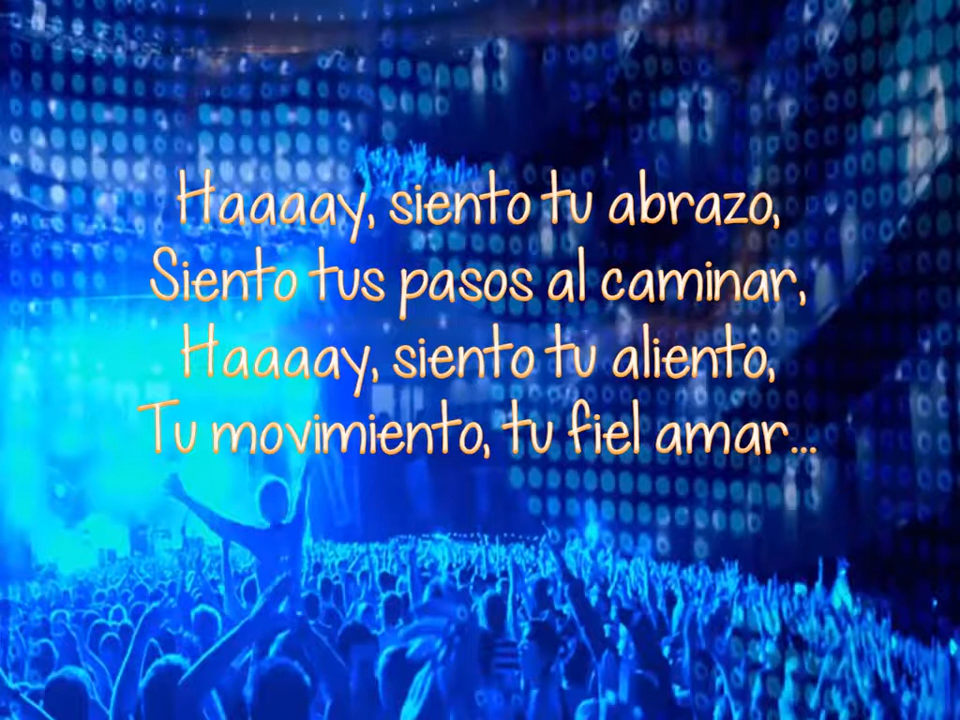 Haaaay, siento tu abrazo,
Siento tus pasos al caminar,
Haaaay, siento tu aliento,
Tu movimiento, tu fiel amar...